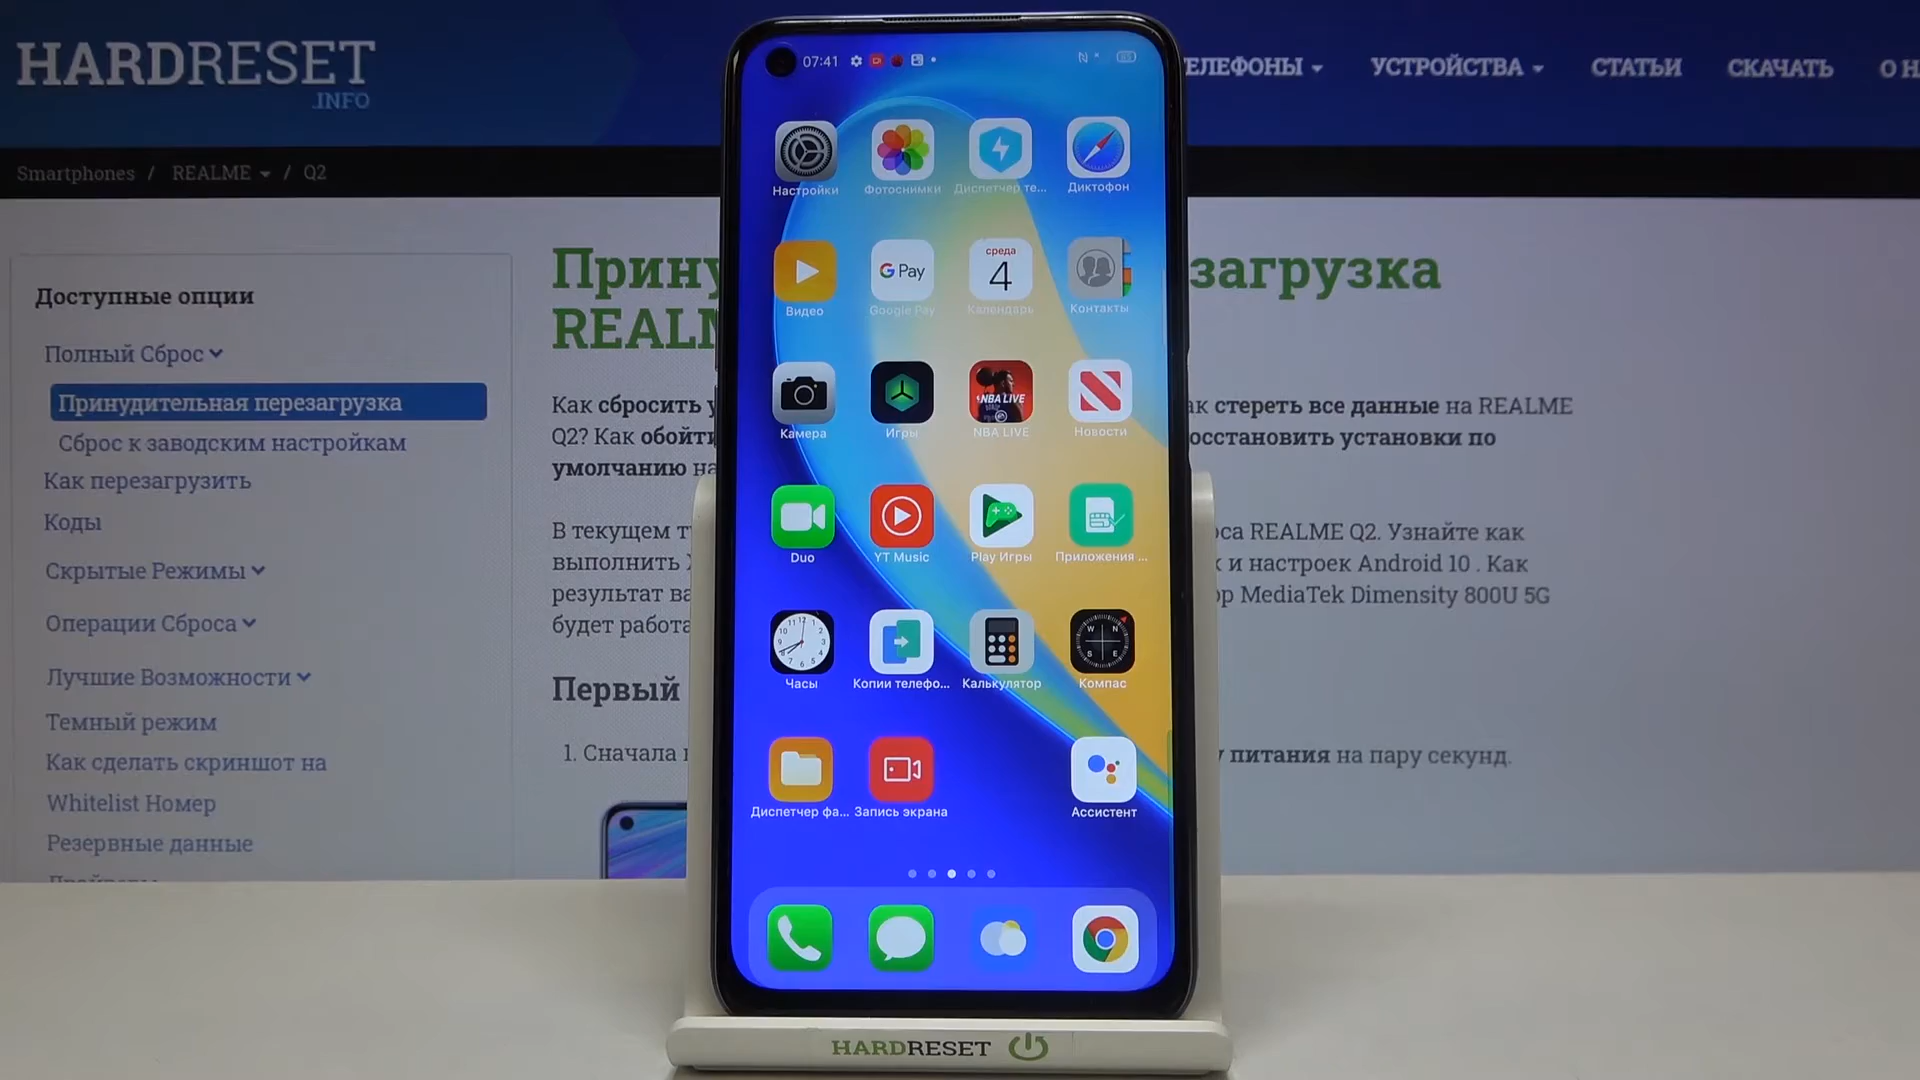 HARDRESET
.INFO
ЕЛЕФОНЫ
УСТРОЙСТВА
СТАТЬИ
СКАЧАТЬ
О Н
Smartphones / REALME / Q2
Доступные опции
Полный Сброс
Принудительная перезагрузка
Сброс к заводским настройкам
Как перезагрузить
Коды
Скрытые Режимы
Операции Сброса
Лучшие Возможности
Темный режим
Как сделать скриншот на
Whitelist Номер
Резервные данные
Прину
загрузка
REALM
Как сбросить у
ак стереть все данные на REALME
Q2? Как обойти
осстановить установки по
умолчанию на
В текущем т
оса REALME Q2. Узнайте как
выполнить
к и настроек Android 10 . Как
результат ва
ор MediaTek Dimensity 800U 5G
будет работа
Первый
1. Сначала
у питания на пару секунд.
07:41
Настройки
Фотоснимки
Диспетчер те...
Диктофон
Видео
G Pay
Google Pay
среда
4
Календарь
Контакты
Камера
Игры
NBA LIVE
NBA LIVE
Новости
Duo
YT Music
Play Игры
Приложения ...
Часы
Копии телефо...
Калькулятор
W N
S E
Компас
Диспетчер фа...
Запись экрана
Ассистент
HARDRESET